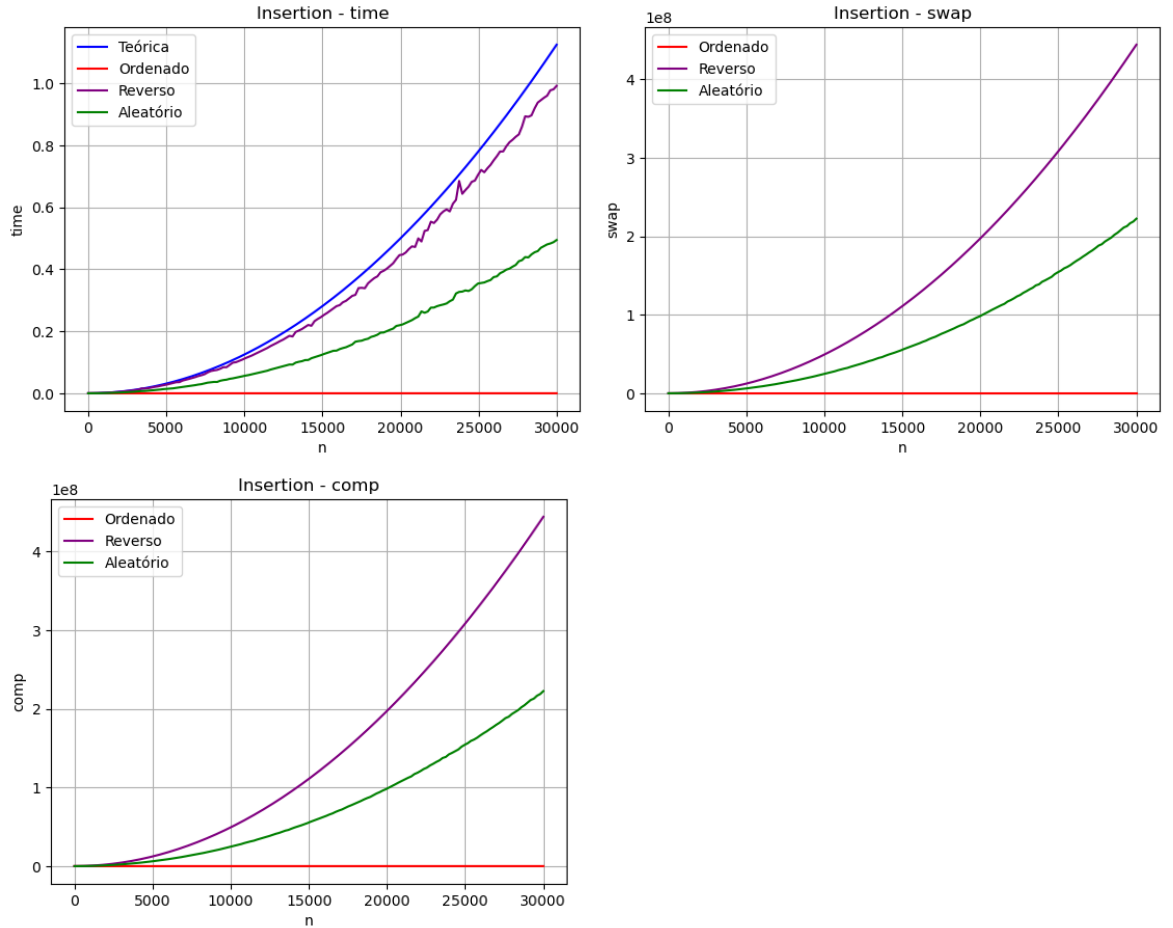 Insertion - time
Teórica
Ordenado
Reverso
Aleatório
1.0
0.8
0.6
0.4
0.2
0.0
time
0 5000 10000 15000 20000 25000 30000
n
Insertion - swap
1e8
Ordenado
Reverso
Aleatório
4
3
2
1
0
swap
0 5000 10000 15000 20000 25000 30000
n
Insertion - comp
1e8
Ordenado
Reverso
Aleatório
4
3
2
1
0
comp
0 5000 10000 15000 20000 25000 30000
n